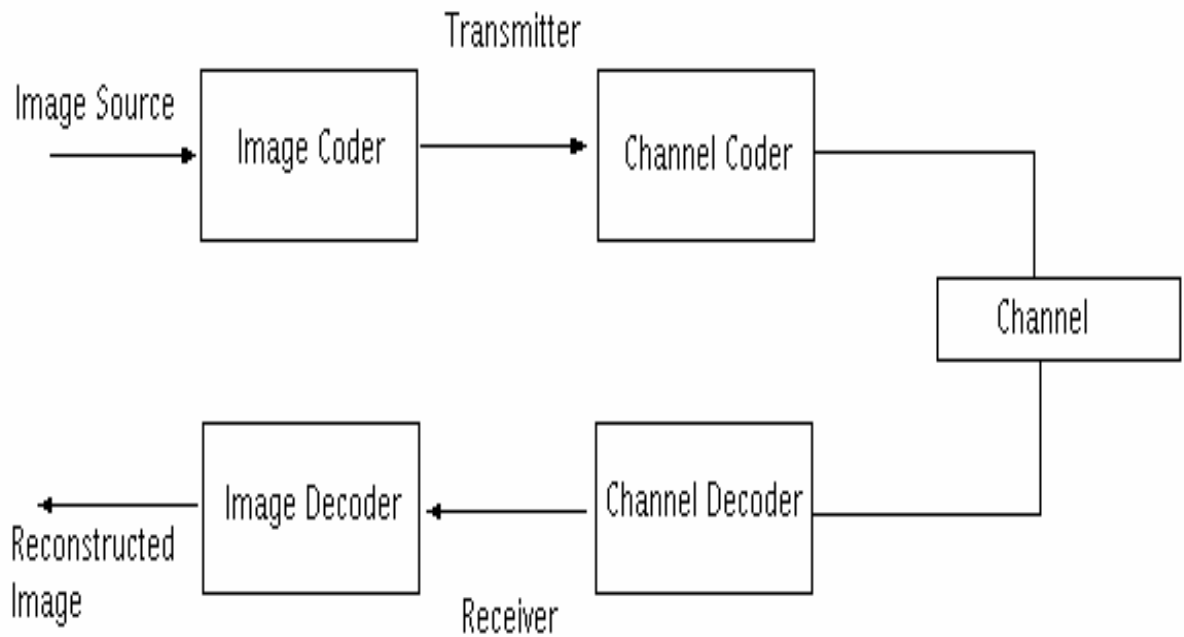 Transmitter
Image Source
Image Coder
Channel Coder
Channel
Image Decoder
Channel Decoder
Reconstructed
Image
Receiver